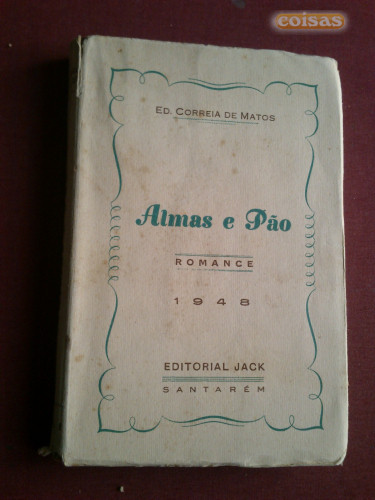 coisas
ED. CORREIA DE MATOS
Almas e Pão
ROMANCE
1948
EDITORIAL JACK
SANTARÉM